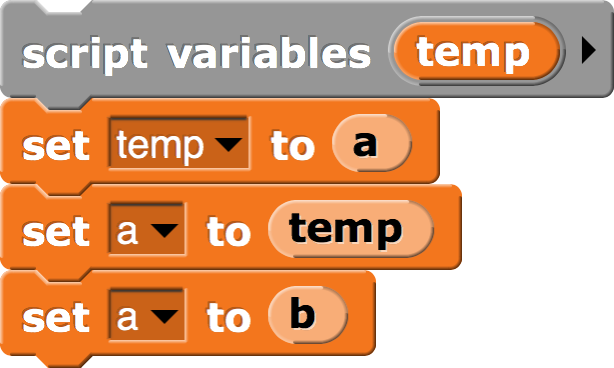 script variables temp
set temp to a
set a to temp
set a to b